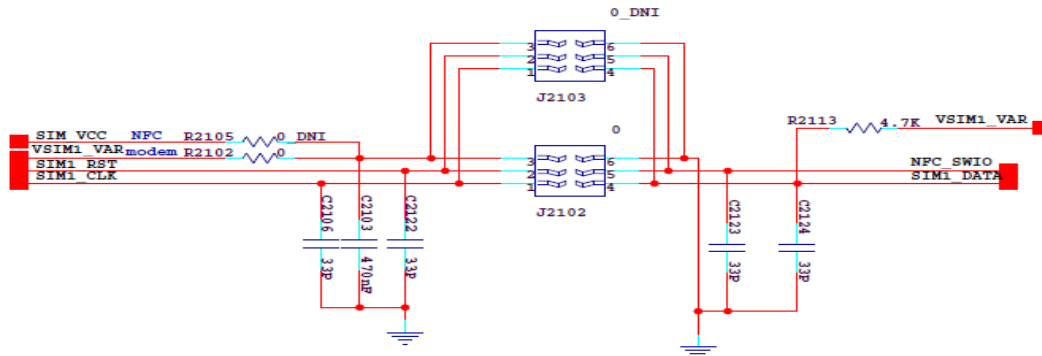 0_DNI
3 6
2 5
1 4
J2103
SIM_VCC NFC R2105 0_DNI
0
R2113 4.7K VSIM1_VAR
VSIM1_VAR modem R2102 0
SIM1_RST
SIM1_CLK
3 6
2 5
1 4
NFC_SWIO
SIM1_DATA
J2102
C2106
33P
C2103
470nF
C2122
33P
C2123
33P
C2124
33P